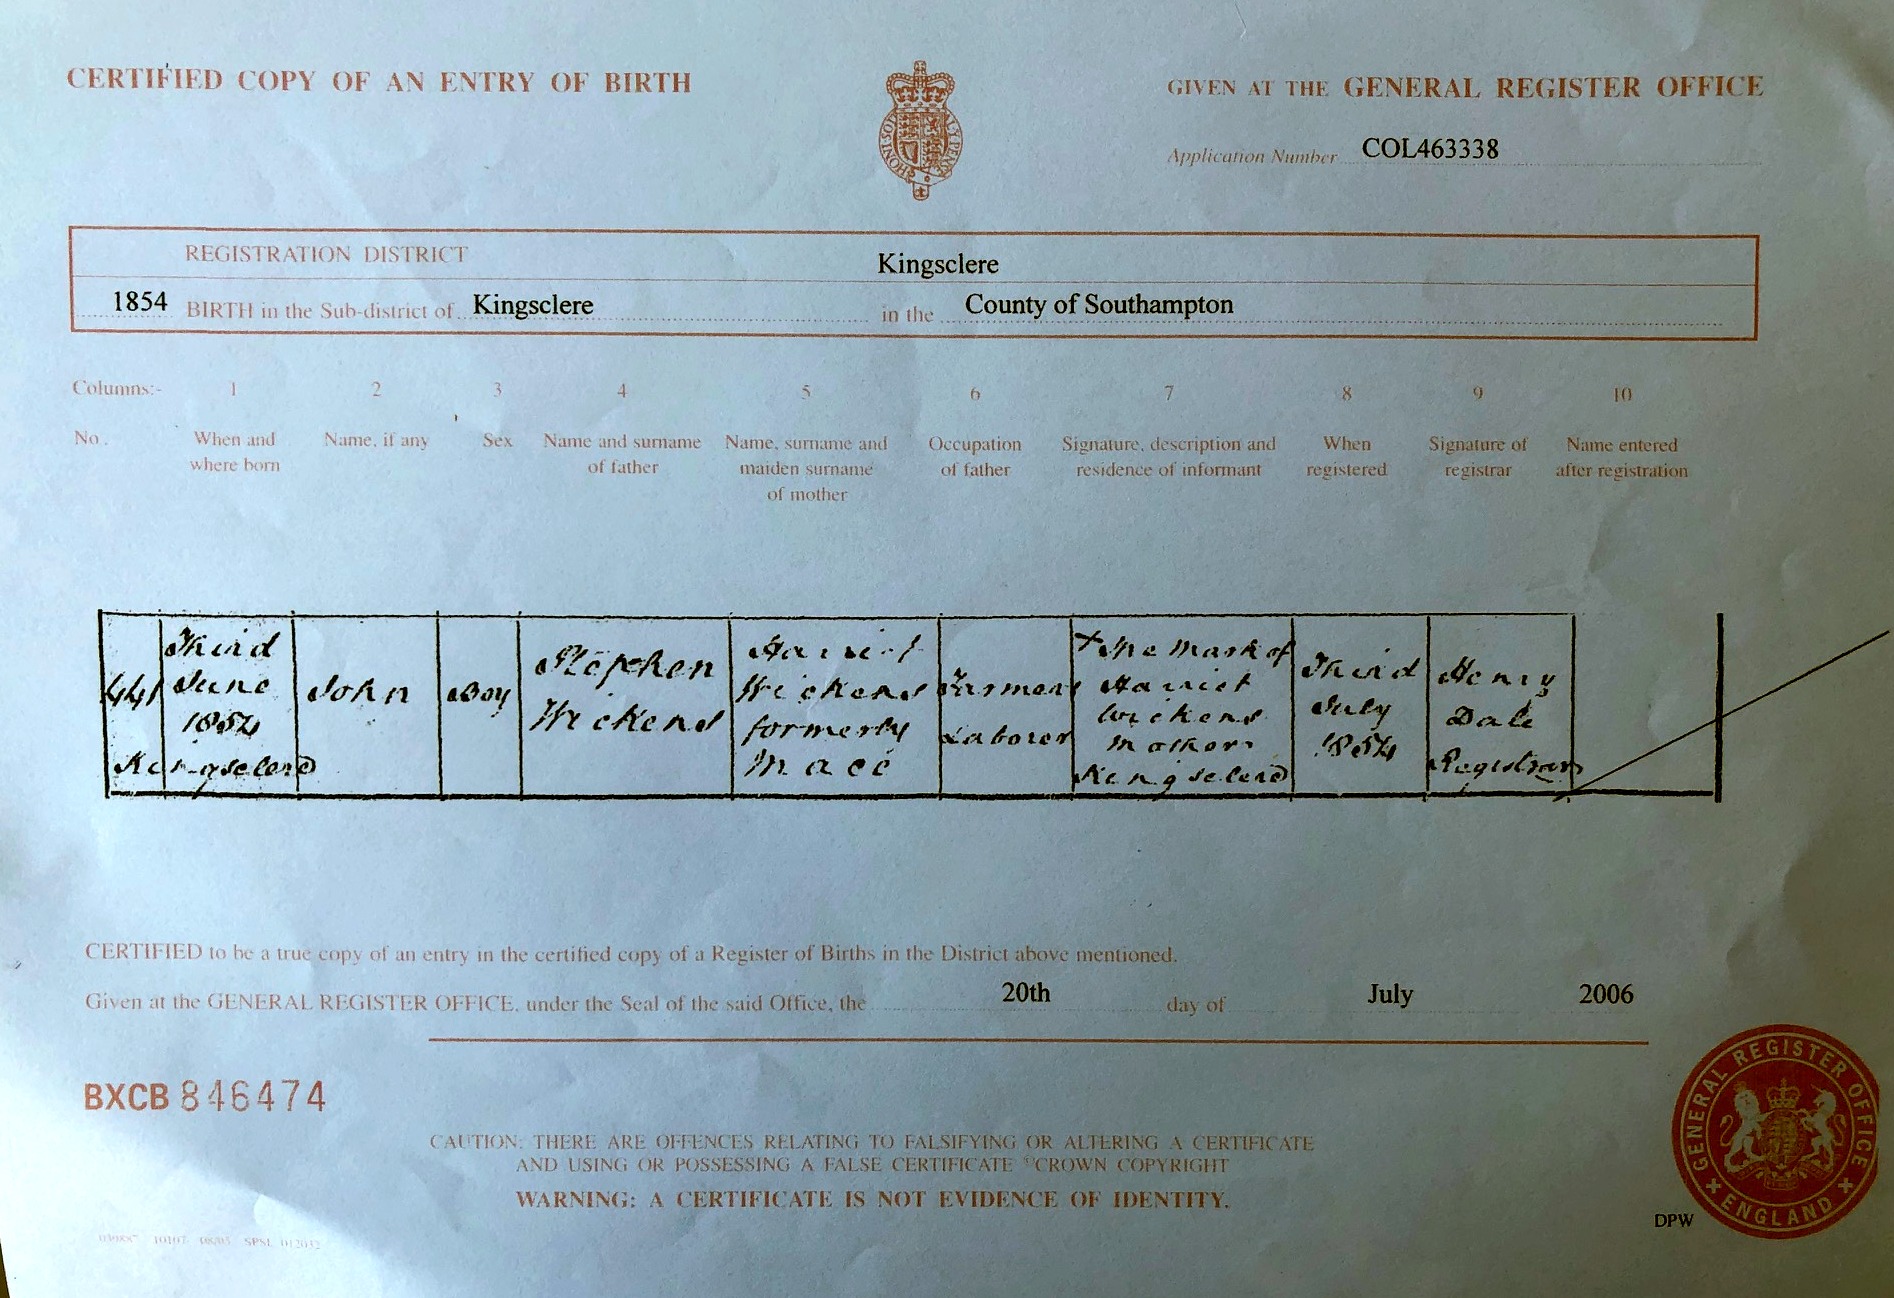 CERTIFIED COPY OF AN ENTRY OF BIRTH
GIVEN AT THE GENERAL REGISTER OFFICE
Application Number COL463338
REGISTRATION DISTRICT Kingsclere
1854 BIRTH in the Sub-district of Kingsclere in the County of Southampton
Columns:- 1 2 3 4 5 6 7 8 9 10
No. When and where born Name, if any Sex Name and surname of father Name, surname and maiden surname of mother Occupation of father Signature, description and residence of informant When registered Signature of registrar Name entered after registration
441
Third
June
1854
Kingsclere
John
Boy
Stephen
Wickens
Harriet
Wickens
formerly
Mace
Farmers
Laborer
X The Mark of
Harriet
Wickens
Mother
Kingsclere
Third
July
1854
Henry
Dale
Registrar
CERTIFIED to be a true copy of an entry in the certified copy of a Register of Births in the District above mentioned.
Given at the GENERAL REGISTER OFFICE, under the Seal of the said Office, the 20th day of July 2006
BXCB 846474
CAUTION: THERE ARE OFFENCES RELATING TO FALSIFYING OR ALTERING A CERTIFICATE
AND USING OR POSSESSING A FALSE CERTIFICATE ©CROWN COPYRIGHT
WARNING: A CERTIFICATE IS NOT EVIDENCE OF IDENTITY.
GENERAL REGISTER OFFICE
ENGLAND
DPW
SPSL